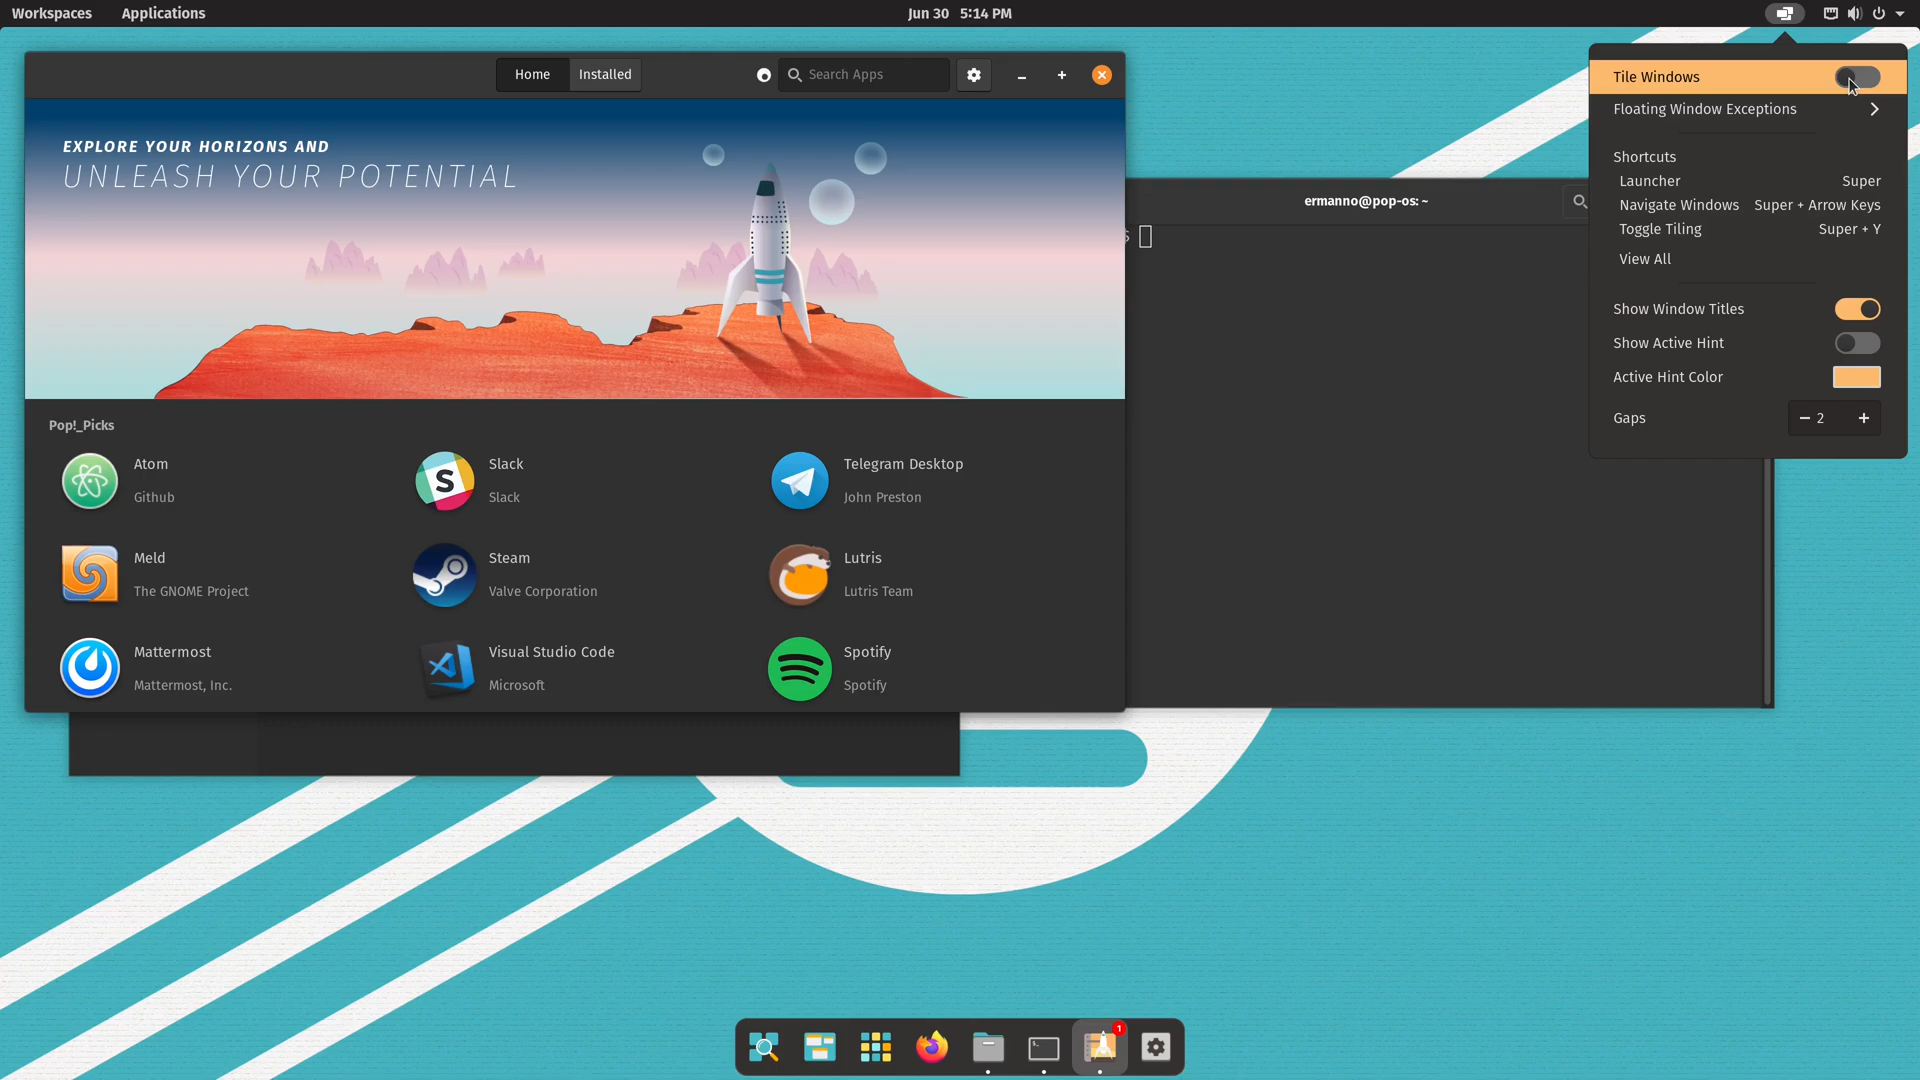 Workspaces Applications Jun 30 5:14 PM
Home Installed Search Apps
EXPLORE YOUR HORIZONS AND
UNLEASH YOUR POTENTIAL
Pop!_Picks
Atom
Github
Slack
Slack
Telegram Desktop
John Preston
Meld
The GNOME Project
Steam
Valve Corporation
Lutris
Lutris Team
Mattermost
Mattermost, Inc.
Visual Studio Code
Microsoft
Spotify
Spotify
ermanno@pop-os: ~
$
Tile Windows
Floating Window Exceptions
Shortcuts
Launcher Super
Navigate Windows Super + Arrow Keys
Toggle Tiling Super + Y
View All
Show Window Titles
Show Active Hint
Active Hint Color
Gaps − 2 +
1